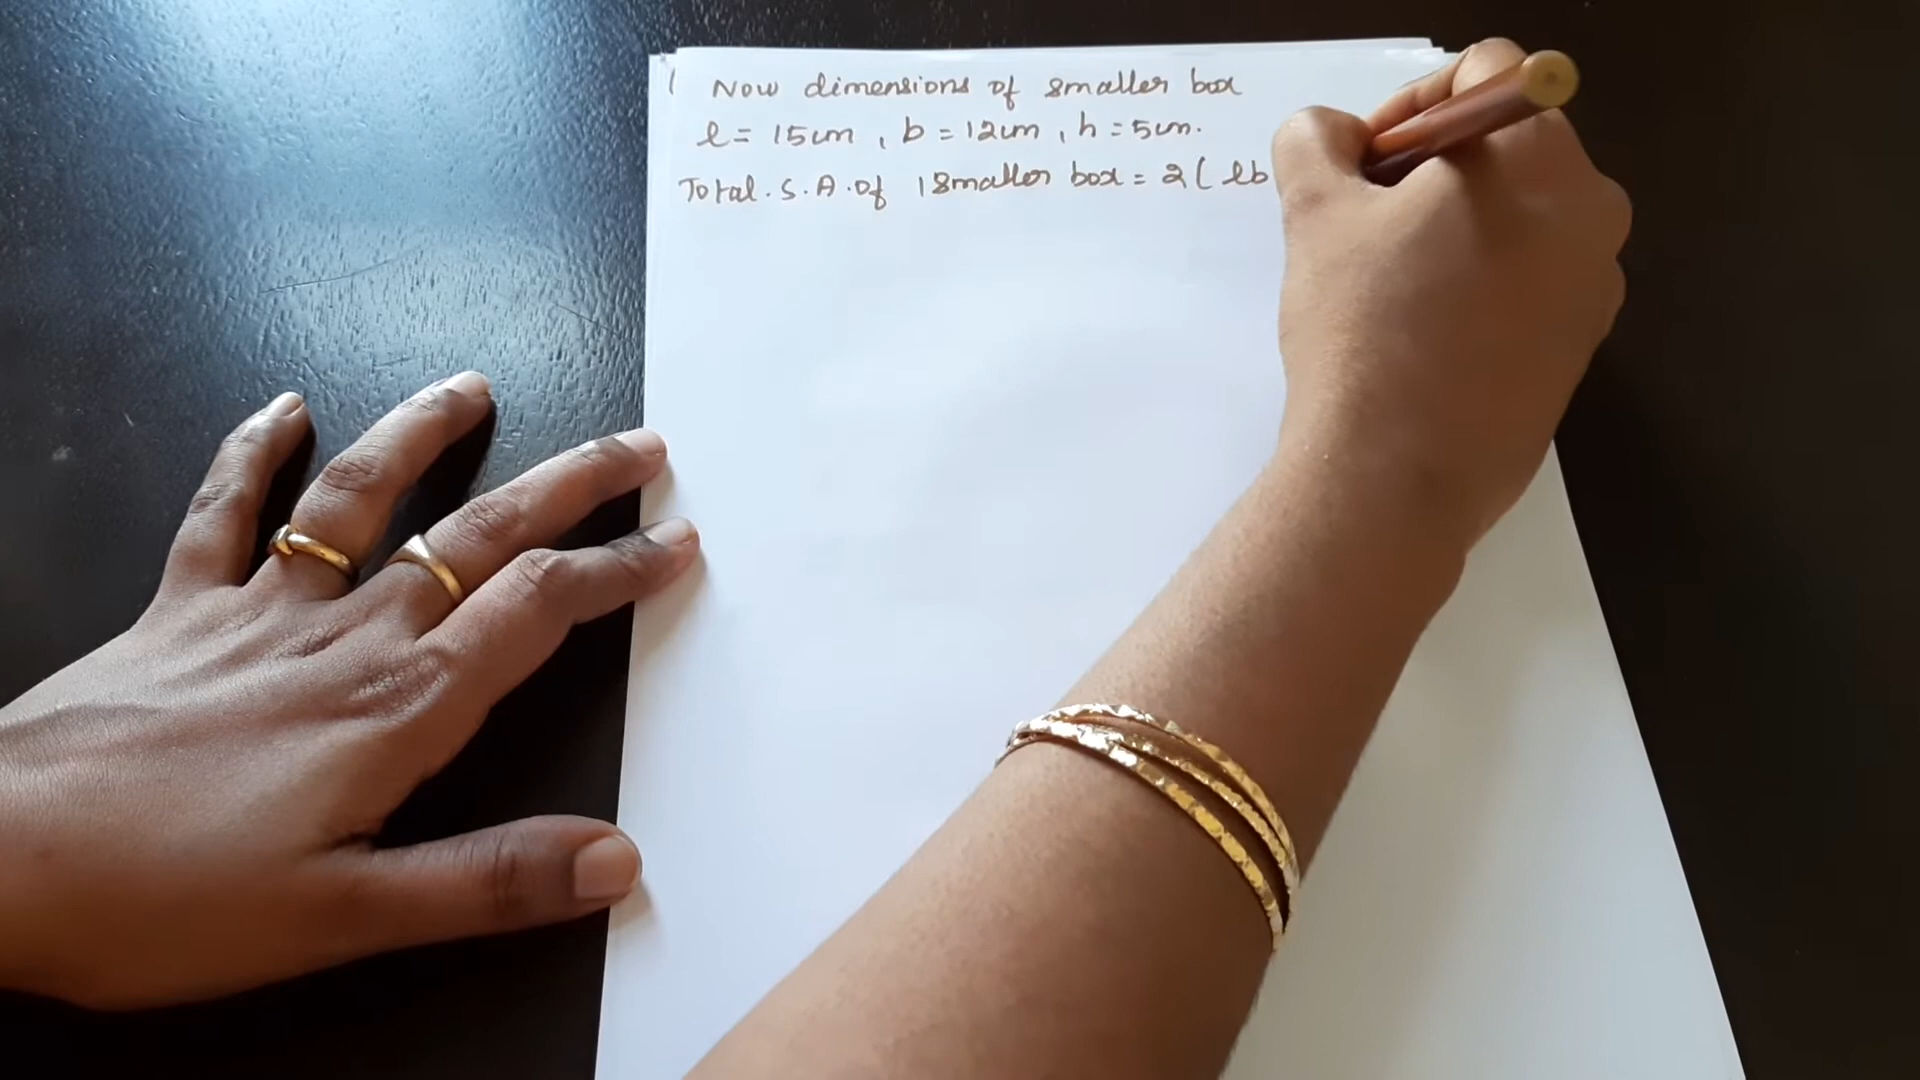 Now dimensions of smaller box
l = 15cm , b = 12cm , h = 5cm.
Total . S . A . of 1 Smaller box = 2 ( lb